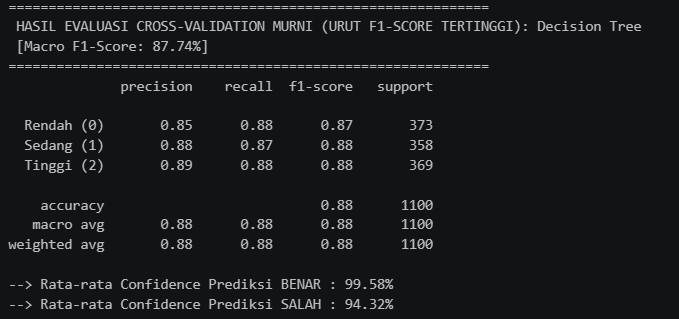 ============================================================
HASIL EVALUASI CROSS-VALIDATION MURNI (URUT F1-SCORE TERTINGGI): Decision Tree
[Macro F1-Score: 87.74%]
============================================================
precision recall f1-score support
Rendah (0) 0.85 0.88 0.87 373
Sedang (1) 0.88 0.87 0.88 358
Tinggi (2) 0.89 0.88 0.88 369
accuracy 0.88 1100
macro avg 0.88 0.88 0.88 1100
weighted avg 0.88 0.88 0.88 1100
--> Rata-rata Confidence Prediksi BENAR : 99.58%
--> Rata-rata Confidence Prediksi SALAH : 94.32%